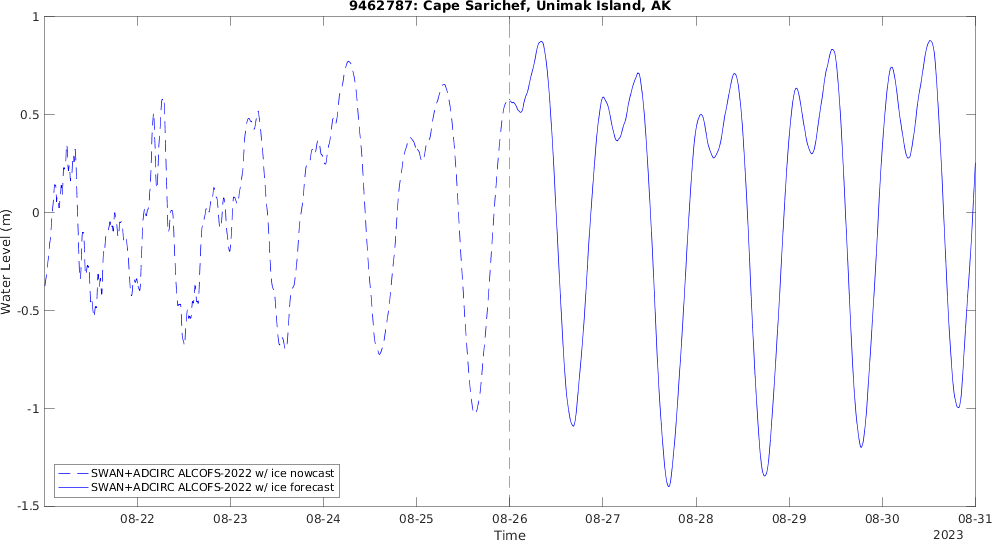 9462787: Cape Sarichef, Unimak Island, AK
1
0.5
0
-0.5
-1
-1.5
Water Level (m)
SWAN+ADCIRC ALCOFS-2022 w/ ice nowcast
SWAN+ADCIRC ALCOFS-2022 w/ ice forecast
08-22 08-23 08-24 08-25 08-26 08-27 08-28 08-29 08-30 08-31
Time
2023